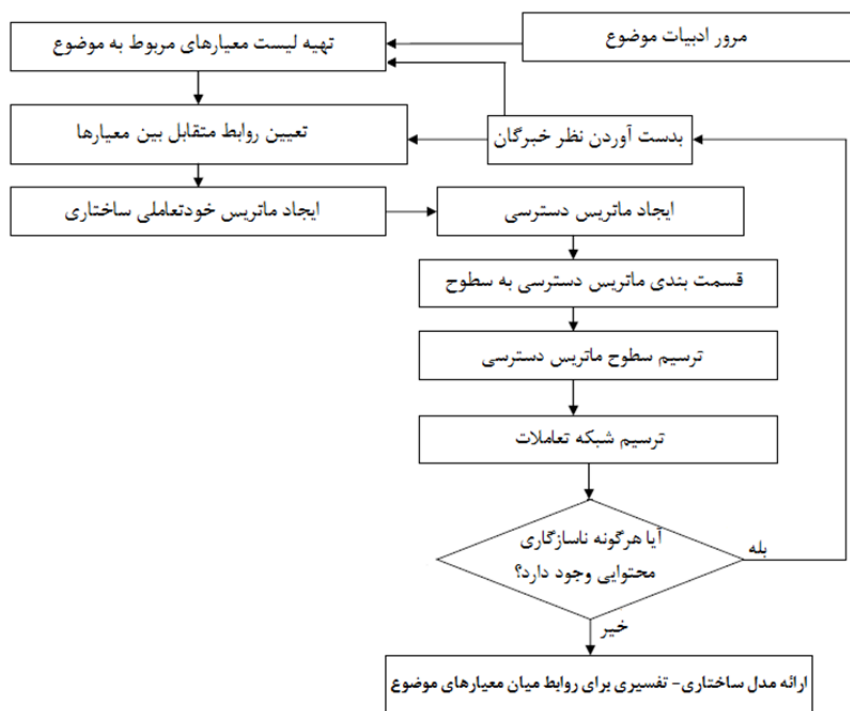 مرور ادبیات موضوع
تهیه لیست معیارهای مربوط به موضوع
بدست آوردن نظر خبرگان
تعیین روابط متقابل بین معیارها
ایجاد ماتریس خودتعاملی ساختاری
ایجاد ماتریس دسترسی
قسمت بندی ماتریس دسترسی به سطوح
ترسیم سطوح ماتریس دسترسی
ترسیم شبکه تعاملات
آیا هرگونه ناسازگاری
محتوایی وجود دارد؟
بله
خیر
ارائه مدل ساختاری- تفسیری برای روابط میان معیارهای موضوع